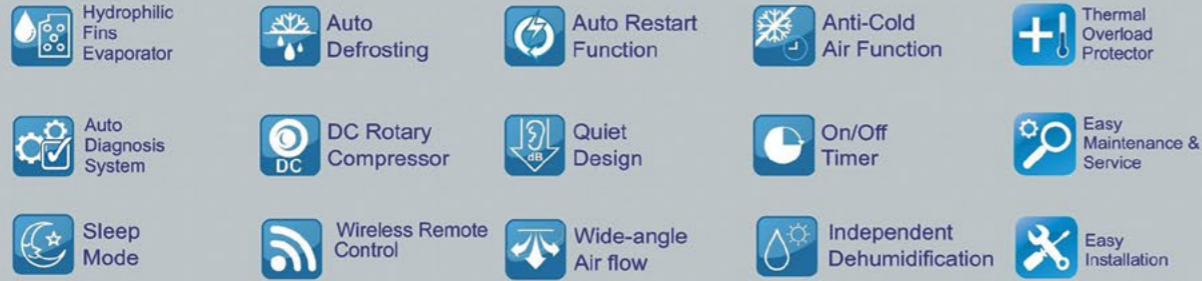 Hydrophilic
Fins
Evaporator
Auto
Defrosting
Auto Restart
Function
Anti-Cold
Air Function
Thermal
Overload
Protector
Auto
Diagnosis
System
DC
DC Rotary
Compressor
dB
Quiet
Design
On/Off
Timer
Easy
Maintenance &
Service
Sleep
Mode
Wireless Remote
Control
Wide-angle
Air flow
Independent
Dehumidification
Easy
Installation